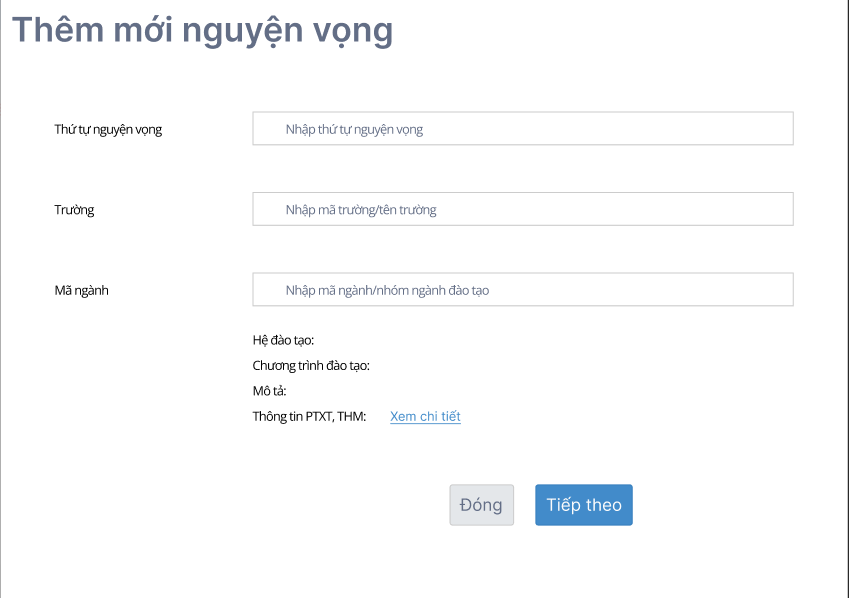 Thêm mới nguyện vọng
Thứ tự nguyện vọng Nhập thứ tự nguyện vọng
Trường Nhập mã trường/tên trường
Mã ngành Nhập mã ngành/nhóm ngành đào tạo
Hệ đào tạo:
Chương trình đào tạo:
Mô tả:
Thông tin PTXT, THM: Xem chi tiết
Đóng Tiếp theo